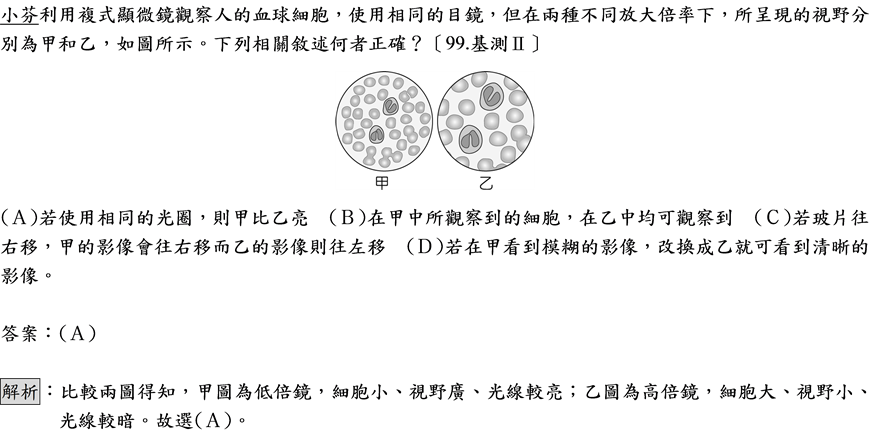 小芬利用複式顯微鏡觀察人的血球細胞，使用相同的目鏡，但在兩種不同放大倍率下，所呈現的視野分
別為甲和乙，如圖所示。下列相關敘述何者正確？〔99.基測Ⅱ〕
甲 乙
(Ａ)若使用相同的光圈，則甲比乙亮　(Ｂ)在甲中所觀察到的細胞，在乙中均可觀察到　(Ｃ)若玻片往
右移，甲的影像會往右移而乙的影像則往左移　(Ｄ)若在甲看到模糊的影像，改換成乙就可看到清晰的
影像。
答案：(Ａ)
解析：比較兩圖得知，甲圖為低倍鏡，細胞小、視野廣、光線較亮；乙圖為高倍鏡，細胞大、視野小、
光線較暗。故選(Ａ)。